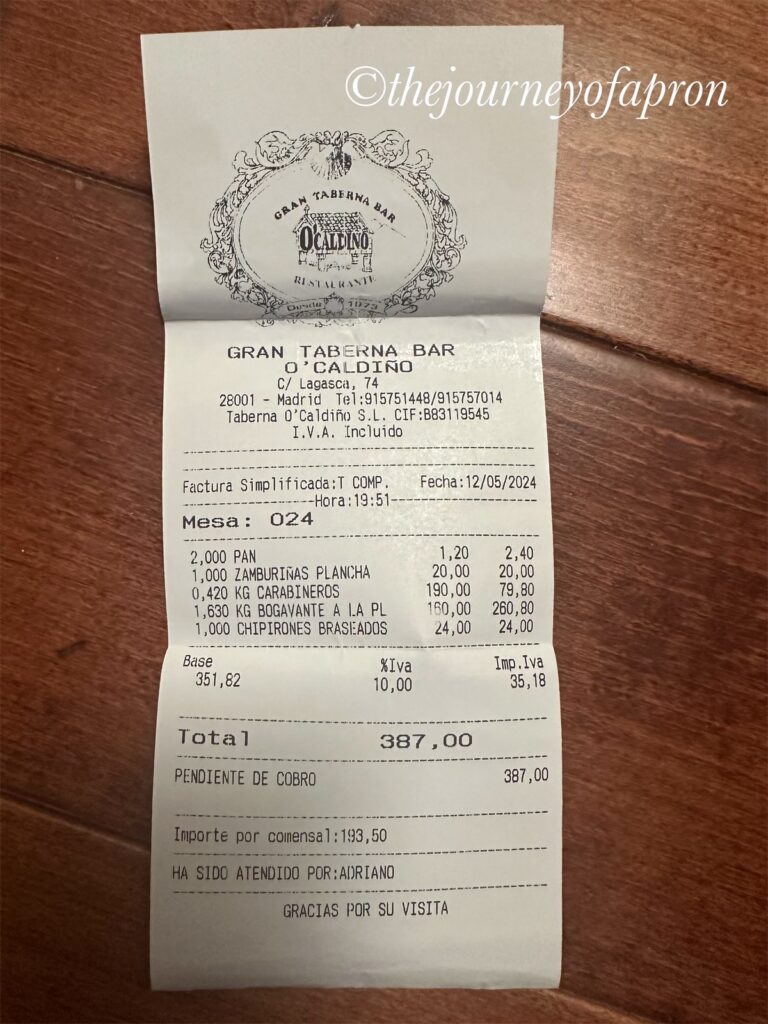 ©thejourneyofapron
GRAN TABERNA BAR
O'CALDIÑO
RESTAURANTE
Desde 1973
GRAN TABERNA BAR
O'CALDIÑO
C/ Lagasca, 74
28001 - Madrid Tel:915751448/915757014
Taberna O'Caldiño S.L. CIF:B83119545
I.V.A. Incluido
Factura Simplificada:T COMP. Fecha:12/05/2024
Hora:19:51
Mesa: 024
2,000 PAN 1,20 2,40
1,000 ZAMBURIÑAS PLANCHA 20,00 20,00
0,420 KG CARABINEROS 190,00 79,80
1,630 KG BOGAVANTE A LA PL 160,00 260,80
1,000 CHIPIRONES BRASEADOS 24,00 24,00
Base %Iva Imp.Iva
351,82 10,00 35,18
Total 387,00
PENDIENTE DE COBRO 387,00
Importe por comensal:193,50
HA SIDO ATENDIDO POR:ADRIANO
GRACIAS POR SU VISITA